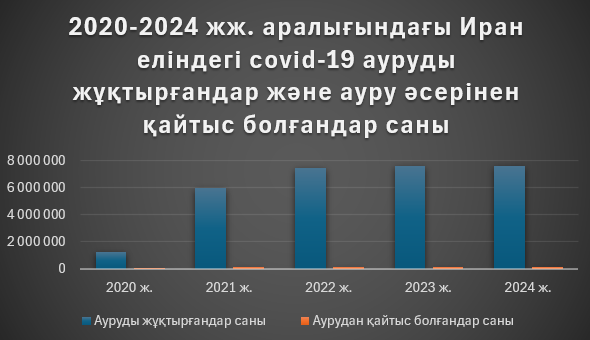 2020-2024 жж. аралығындағы Иран
еліндегі covid-19 ауруды
жұқтырғандар және ауру әсерінен
қайтыс болғандар саны
8 000 000
6 000 000
4 000 000
2 000 000
0
2020 ж. 2021 ж. 2022 ж. 2023 ж. 2024 ж.
Ауруды жұқтырғандар саны Аурудан қайтыс болғандар саны